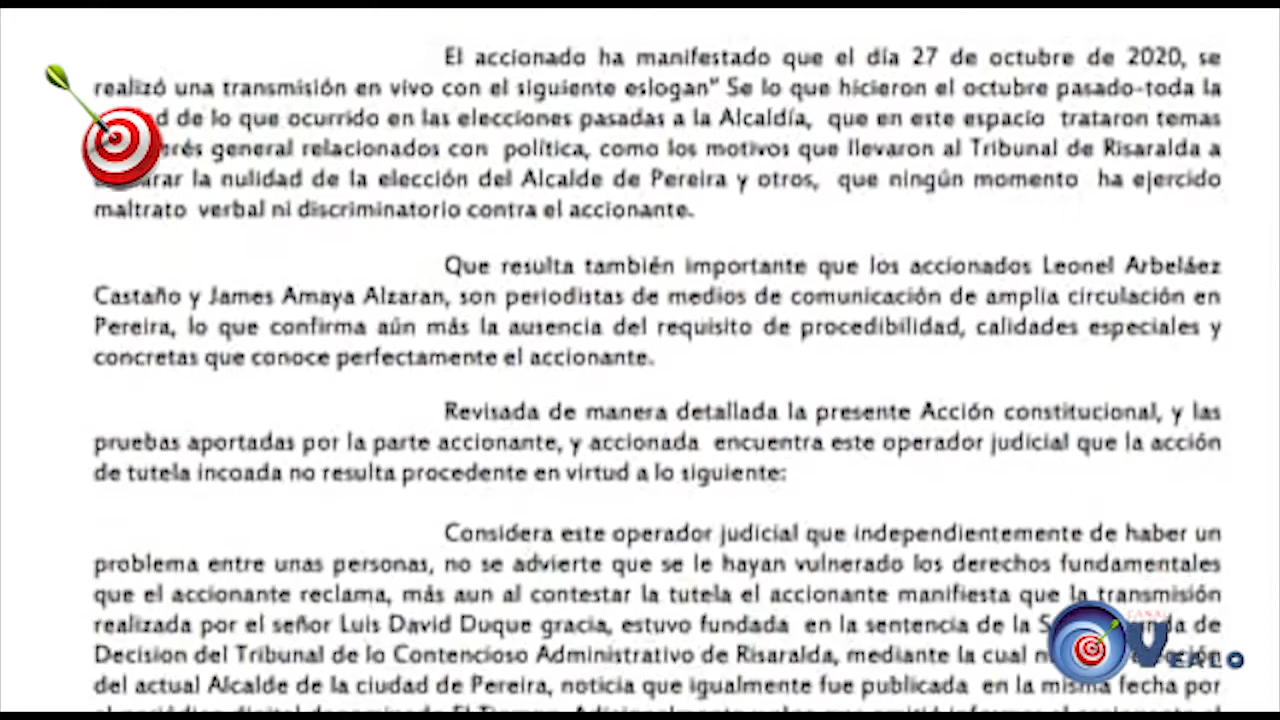 El accionado ha manifestado que el día 27 de octubre de 2020, se
realizó una transmisión en vivo con el siguiente eslogan" Se lo que hicieron el octubre pasado-toda la
d de lo que ocurrido en las elecciones pasadas a la Alcaldía, que en este espacio trataron temas
erés general relacionados con política, como los motivos que llevaron al Tribunal de Risaralda a
rar la nulidad de la elección del Alcalde de Pereira y otros, que ningún momento ha ejercido
maltrato verbal ni discriminatorio contra el accionante.
Que resulta también importante que los accionados Leonel Arbeláez
Castaño y James Amaya Alzaran, son periodistas de medios de comunicación de amplia circulación en
Pereira, lo que confirma aún más la ausencia del requisito de procedibilidad, calidades especiales y
concretas que conoce perfectamente el accionante.
Revisada de manera detallada la presente Acción constitucional, y las
pruebas aportadas por la parte accionante, y accionada encuentra este operador judicial que la acción
de tutela incoada no resulta procedente en virtud a lo siguiente:
Considera este operador judicial que independientemente de haber un
problema entre unas personas, no se advierte que se le hayan vulnerado los derechos fundamentales
que el accionante reclama, más aun al contestar la tutela el accionante manifiesta que la transmisión
realizada por el señor Luis David Duque gracia, estuvo fundada en la sentencia de la S da de
Decision del Tribunal de lo Contencioso Administrativo de Risaralda, mediante la cual
del actual Alcalde de la ciudad de Pereira, noticia que igualmente fue publicada en la misma fecha por
CANAL
VEALO